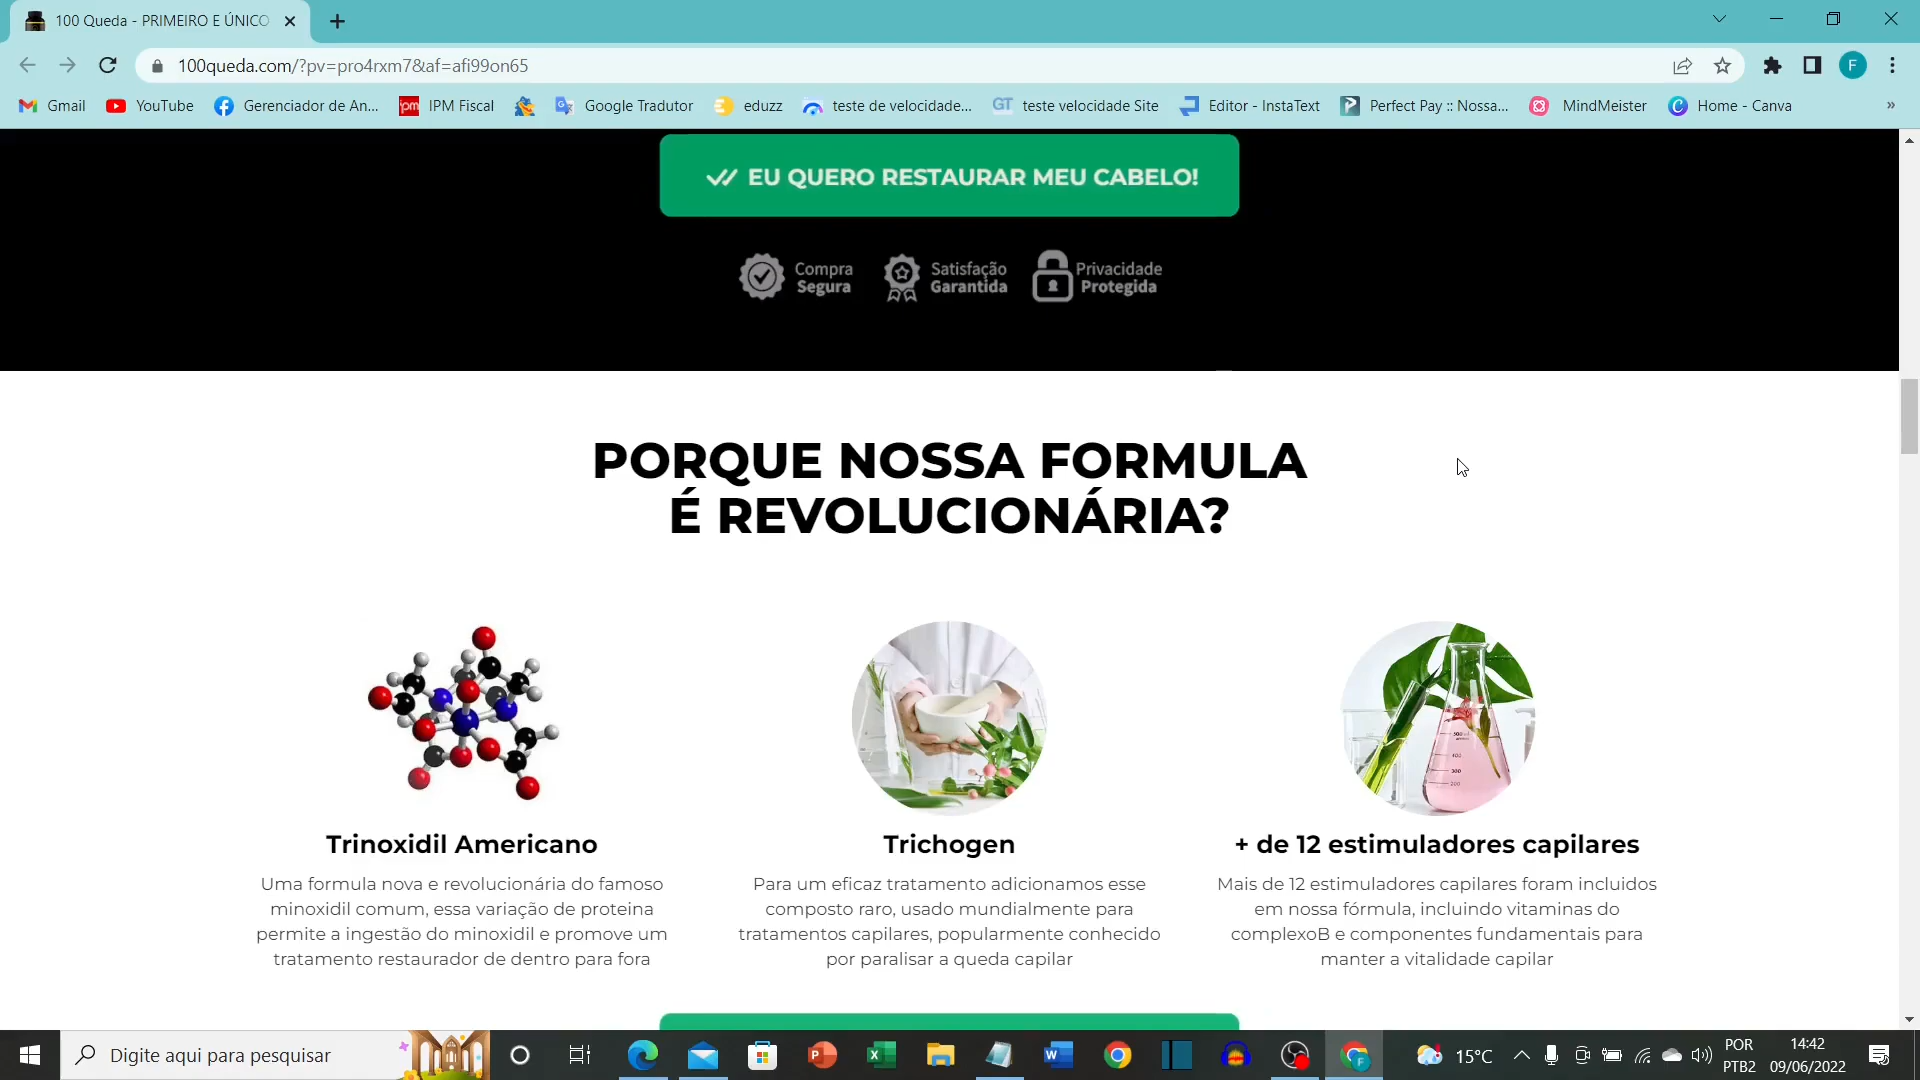 100 Queda - PRIMEIRO E ÚNICO
100queda.com/?pv=pro4rxm7&af=afi99on65
F
Gmail
YouTube
Gerenciador de An...
ipm
IPM Fiscal
Google Tradutor
eduzz
teste de velocidade...
GT
teste velocidade Site
Editor - InstaText
Perfect Pay :: Nossa...
MindMeister
Home - Canva
»
EU QUERO RESTAURAR MEU CABELO!
Compra
Segura
Satisfação
Garantida
Privacidade
Protegida
PORQUE NOSSA FORMULA
É REVOLUCIONÁRIA?
Trinoxidil Americano
Uma formula nova e revolucionária do famoso
minoxidil comum, essa variação de proteina
permite a ingestão do minoxidil e promove um
tratamento restaurador de dentro para fora
Trichogen
Para um eficaz tratamento adicionamos esse
composto raro, usado mundialmente para
tratamentos capilares, popularmente conhecido
por paralisar a queda capilar
+ de 12 estimuladores capilares
Mais de 12 estimuladores capilares foram incluidos
em nossa fórmula, incluindo vitaminas do
complexoB e componentes fundamentais para
manter a vitalidade capilar
Digite aqui para pesquisar
15°C
POR
PTB2
14:42
09/06/2022